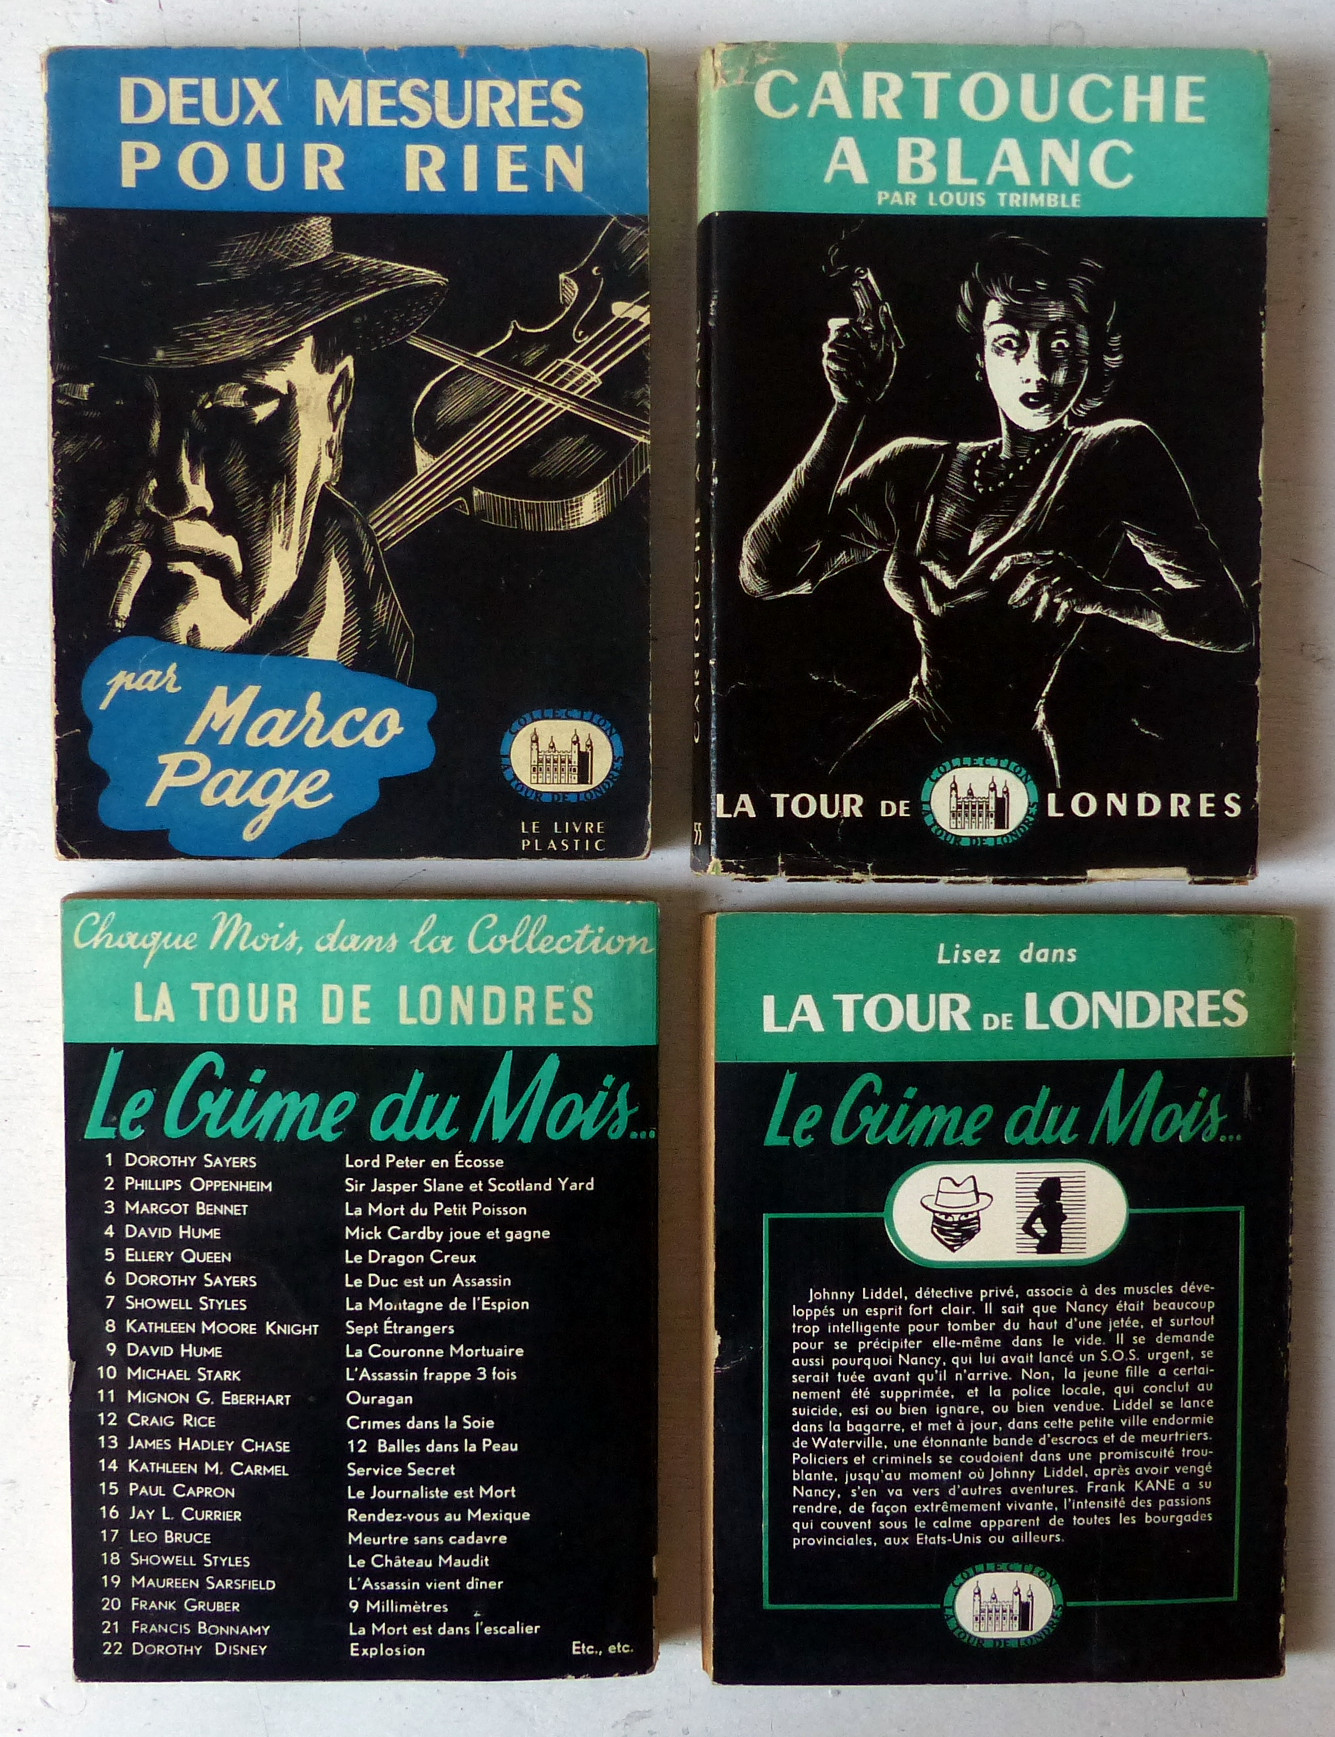 DEUX MESURES
POUR RIEN
par
Marco
Page
COLLECTION
LA TOUR DE LONDRES
LE LIVRE
PLASTIC
CARTOUCHE
A BLANC
PAR LOUIS TRIMBLE
CARTOUCHE A BLANC
LA TOUR DE LONDRES
COLLECTION
LA TOUR DE LONDRES
Chaque Mois, dans la Collection
LA TOUR DE LONDRES
Le Crime du Mois...
1 DOROTHY SAYERS Lord Peter en Écosse
2 PHILLIPS OPPENHEIM Sir Jasper Slane et Scotland Yard
3 MARGOT BENNET La Mort du Petit Poisson
4 DAVID HUME Mick Cardby joue et gagne
5 ELLERY QUEEN Le Dragon Creux
6 DOROTHY SAYERS Le Duc est un Assassin
7 SHOWELL STYLES La Montagne de l'Espion
8 KATHLEEN MOORE KNIGHT Sept Étrangers
9 DAVID HUME La Couronne Mortuaire
10 MICHAEL STARK L'Assassin frappe 3 fois
11 MIGNON G. EBERHART Ouragan
12 CRAIG RICE Crimes dans la Soie
13 JAMES HADLEY CHASE 12 Balles dans la Peau
14 KATHLEEN M. CARMEL Service Secret
15 PAUL CAPRON Le Journaliste est Mort
16 JAY L. CURRIER Rendez-vous au Mexique
17 LEO BRUCE Meurtre sans cadavre
18 SHOWELL STYLES Le Château Maudit
19 MAUREEN SARSFIELD L'Assassin vient dîner
20 FRANK GRUBER 9 Millimètres
21 FRANCIS BONNAMY La Mort est dans l'escalier
22 DOROTHY DISNEY Explosion Etc., etc.
Lisez dans
LA TOUR DE LONDRES
Le Crime du Mois...
Johnny Liddel, détective privé, associe à des muscles déve-
loppés un esprit fort clair. Il sait que Nancy était beaucoup
trop intelligente pour tomber du haut d'une jetée, et surtout
pour se précipiter elle-même dans le vide. Il se demande
aussi pourquoi Nancy, qui lui avait lancé un S.O.S. urgent, se
serait tuée avant qu'il n'arrive. Non, la jeune fille a certai-
nement été supprimée, et la police locale, qui conclut au
suicide, est ou bien ignare, ou bien vendue. Liddel se lance
dans la bagarre, et met à jour, dans cette petite ville endormie
de Waterville, une étonnante bande d'escrocs et de meurtriers.
Policiers et criminels se coudoient dans une promiscuité trou-
blante, jusqu'au moment où Johnny Liddel, après avoir vengé
Nancy, s'en va vers d'autres aventures. Frank KANE a su
rendre, de façon extrêmement vivante, l'intensité des passions
qui couvent sous le calme apparent de toutes les bourgades
provinciales, aux Etats-Unis ou ailleurs.
COLLECTION
LA TOUR DE LONDRES